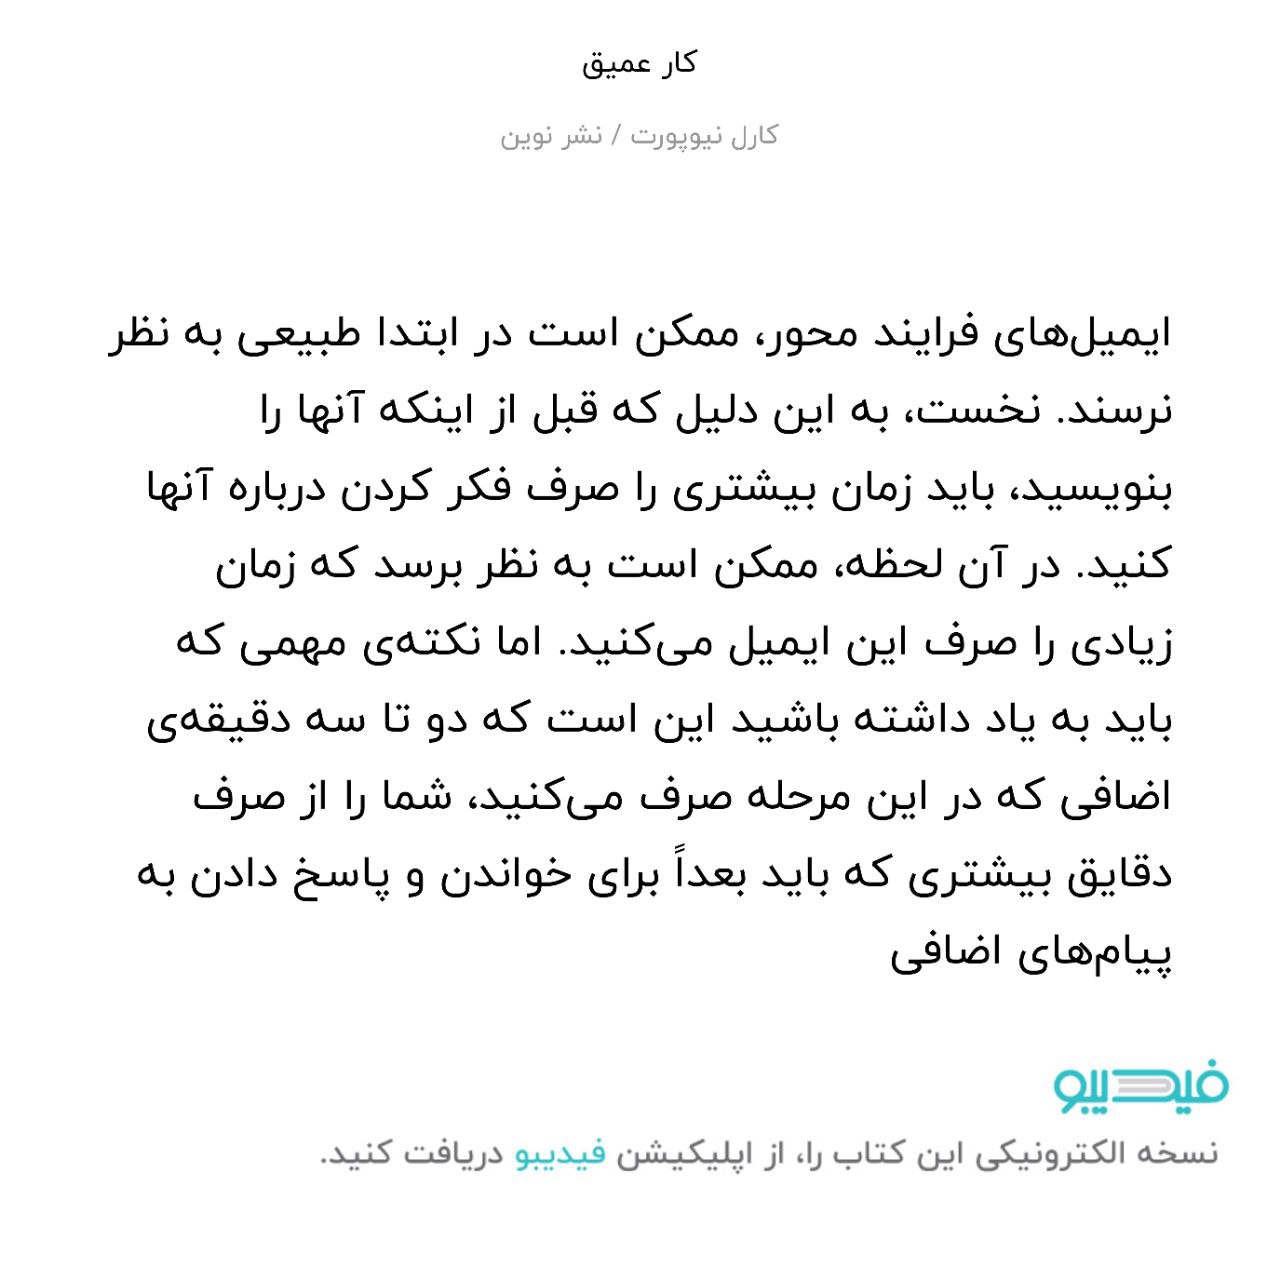 کار عمیق
کارل نیوپورت / نشر نوین
ایمیل‌های فرایند محور، ممکن است در ابتدا طبیعی به نظر
نرسند. نخست، به این دلیل که قبل از اینکه آنها را
بنویسید، باید زمان بیشتری را صرف فکر کردن درباره آنها
کنید. در آن لحظه، ممکن است به نظر برسد که زمان
زیادی را صرف این ایمیل می‌کنید. اما نکته‌ی مهمی که
باید به یاد داشته باشید این است که دو تا سه دقیقه‌ی
اضافی که در این مرحله صرف می‌کنید، شما را از صرف
دقایق بیشتری که باید بعداً برای خواندن و پاسخ دادن به
پیام‌های اضافی
فیدیبو
نسخه الکترونیکی این کتاب را، از اپلیکیشن فیدیبو دریافت کنید.